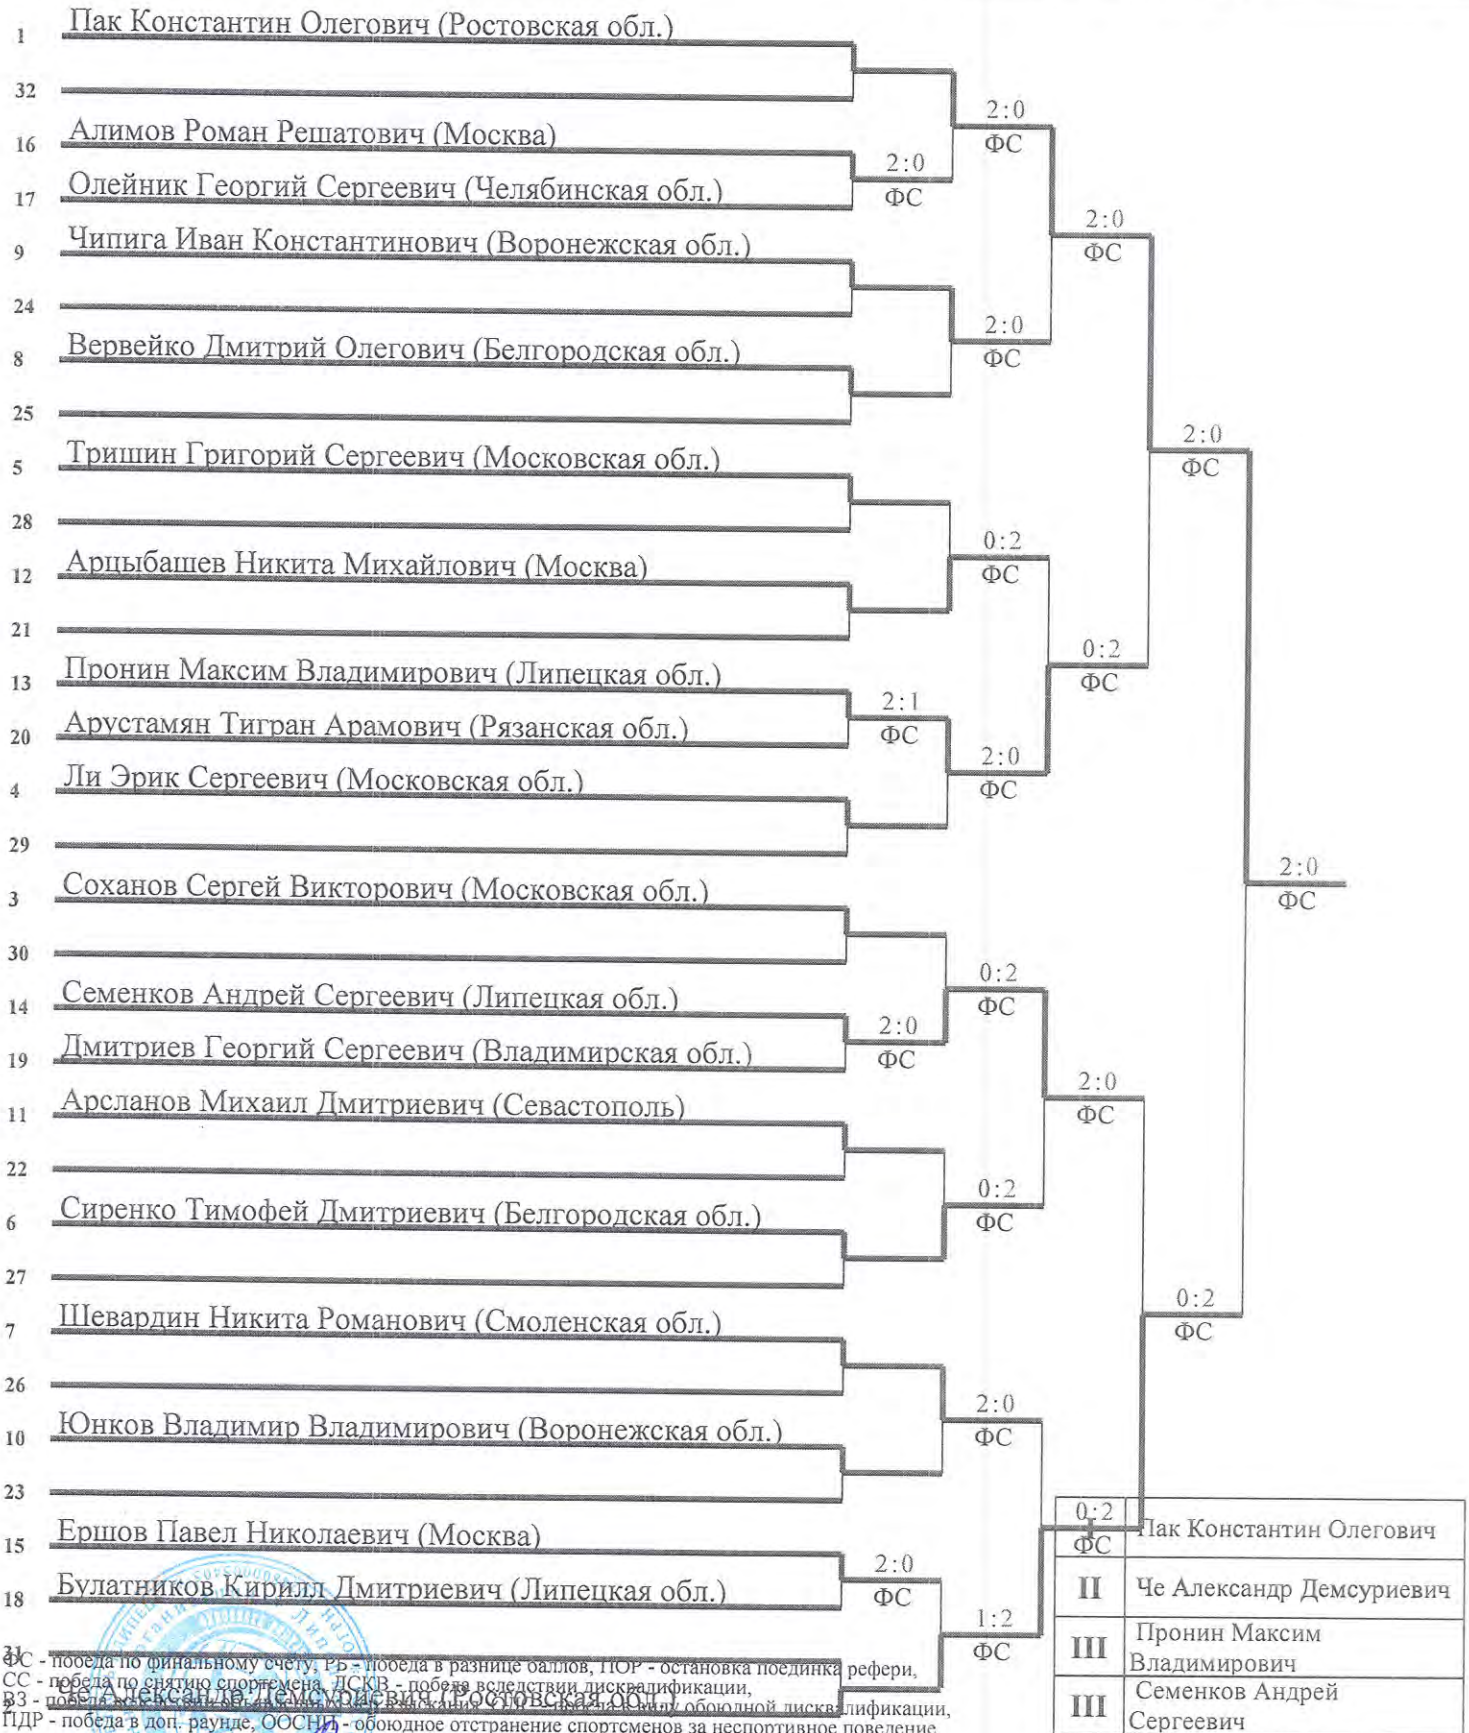 1 Пак Константин Олегович (Ростовская обл.)
32
2:0
ФС
16 Алимов Роман Решатович (Москва)
2:0
ФС
17 Олейник Георгий Сергеевич (Челябинская обл.)
2:0
ФС
9 Чипига Иван Константинович (Воронежская обл.)
24
2:0
ФС
8 Вервейко Дмитрий Олегович (Белгородская обл.)
25
2:0
ФС
5 Тришин Григорий Сергеевич (Московская обл.)
28
0:2
ФС
12 Арцыбашев Никита Михайлович (Москва)
21
0:2
ФС
13 Пронин Максим Владимирович (Липецкая обл.)
2:1
ФС
20 Арустамян Тигран Арамович (Рязанская обл.)
2:0
ФС
4 Ли Эрик Сергеевич (Московская обл.)
29
2:0
ФС
3 Соханов Сергей Викторович (Московская обл.)
30
0:2
ФС
14 Семенков Андрей Сергеевич (Липецкая обл.)
2:0
ФС
19 Дмитриев Георгий Сергеевич (Владимирская обл.)
2:0
ФС
11 Арсланов Михаил Дмитриевич (Севастополь)
22
0:2
ФС
6 Сиренко Тимофей Дмитриевич (Белгородская обл.)
27
0:2
ФС
7 Шевардин Никита Романович (Смоленская обл.)
26
2:0
ФС
10 Юнков Владимир Владимирович (Воронежская обл.)
23
0:2
ФС
I Пак Константин Олегович
15 Ершов Павел Николаевич (Москва)
2:0
ФС
18 Булатников Кирилл Дмитриевич (Липецкая обл.)
II Че Александр Демсуриевич
1:2
ФС
III Пронин Максим
Владимирович
31
ФС - победа по финальному счету, РБ - победа в разнице баллов, ПОР - остановка поединка рефери,
СС - победа по снятию спортсмена, ДСКВ - победа вследствии дисквалификации,
Че Александр Демсуриевич (Ростовская обл.)
ВЗ - победа обоюдной дисквалификации,
ПДР - победа в доп. раунде, ООСНП - обоюдное отстранение спортсменов за неспортивное поведение
III Семенков Андрей
Сергеевич